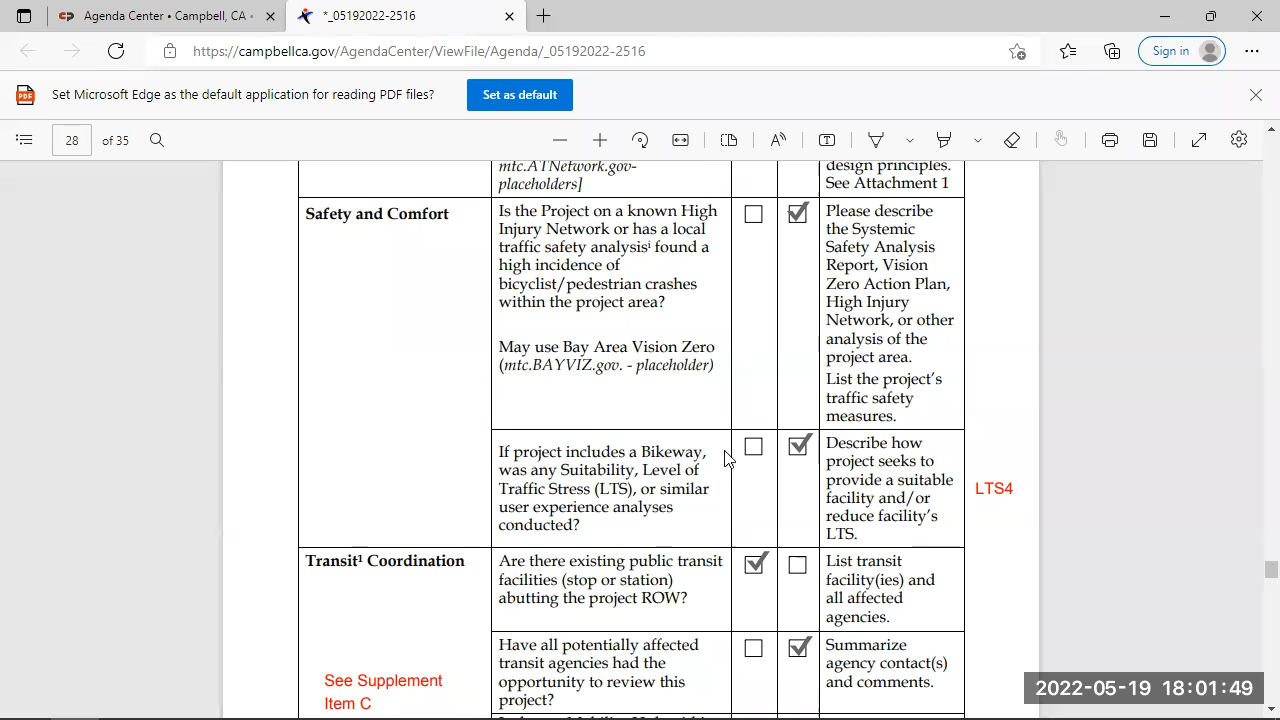 Agenda Center • Campbell, CA •
*_05192022-2516
https://campbellca.gov/AgendaCenter/ViewFile/Agenda/_05192022-2516
Sign in
PDF
Set Microsoft Edge as the default application for reading PDF files?
Set as default
28
of 35
mtc.ATNetwork.gov-
placeholders]
design principles.
See Attachment 1
Safety and Comfort
Is the Project on a known High
Injury Network or has a local
traffic safety analysisⁱ found a
high incidence of
bicyclist/pedestrian crashes
within the project area?
May use Bay Area Vision Zero
(mtc.BAYVIZ.gov. - placeholder)
Please describe
the Systemic
Safety Analysis
Report, Vision
Zero Action Plan,
High Injury
Network, or other
analysis of the
project area.
List the project's
traffic safety
measures.
If project includes a Bikeway,
was any Suitability, Level of
Traffic Stress (LTS), or similar
user experience analyses
conducted?
Describe how
project seeks to
provide a suitable
facility and/or
reduce facility's
LTS.
LTS4
Transit¹ Coordination
Are there existing public transit
facilities (stop or station)
abutting the project ROW?
List transit
facility(ies) and
all affected
agencies.
See Supplement
Item C
Have all potentially affected
transit agencies had the
opportunity to review this
project?
Summarize
agency contact(s)
and comments.
2022-05-19 18:01:49